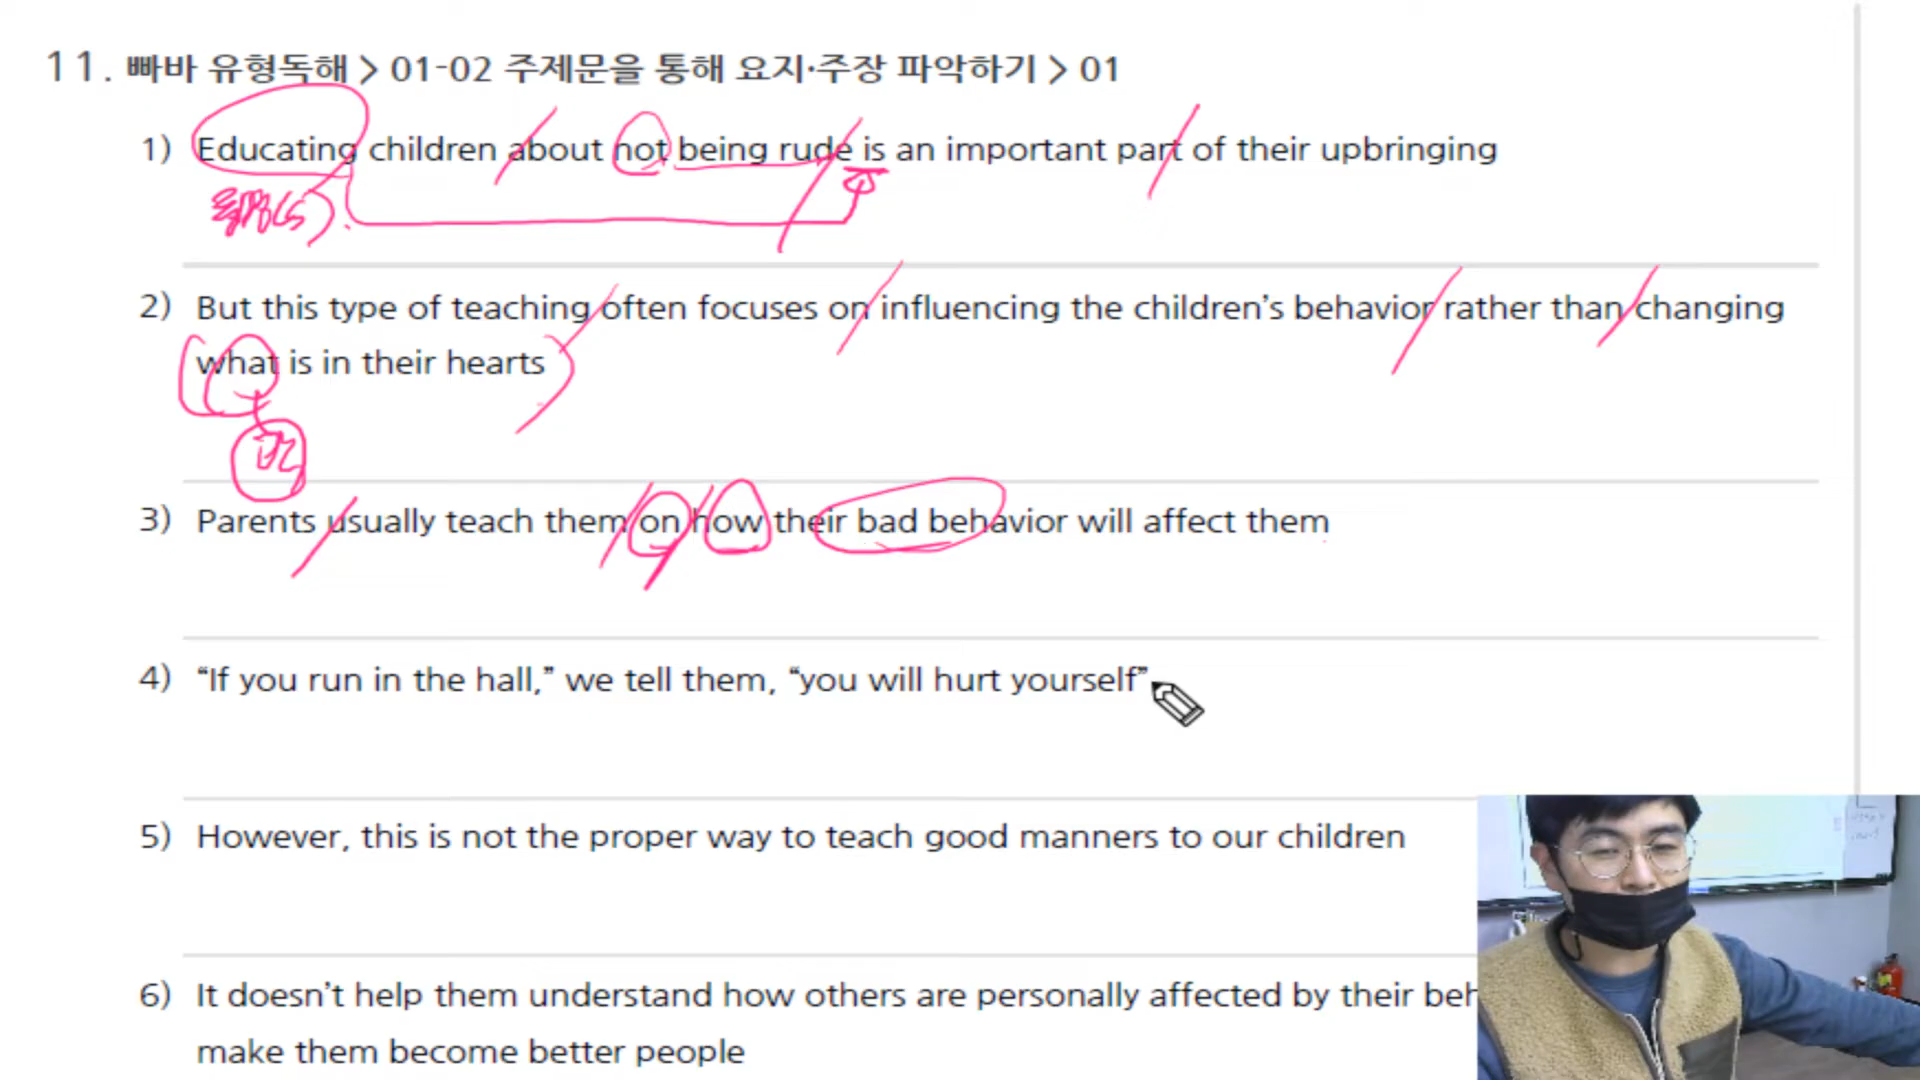 11. 빠바 유형독해 > 01-02 주제문을 통해 요지·주장 파악하기 > 01
1) Educating children about not being rude is an important part of their upbringing
2) But this type of teaching often focuses on influencing the children's behavior rather than changing
what is in their hearts
3) Parents usually teach them on how their bad behavior will affect them
4) “If you run in the hall,” we tell them, “you will hurt yourself”
5) However, this is not the proper way to teach good manners to our children
6) It doesn't help them understand how others are personally affected by their beh
make them become better people